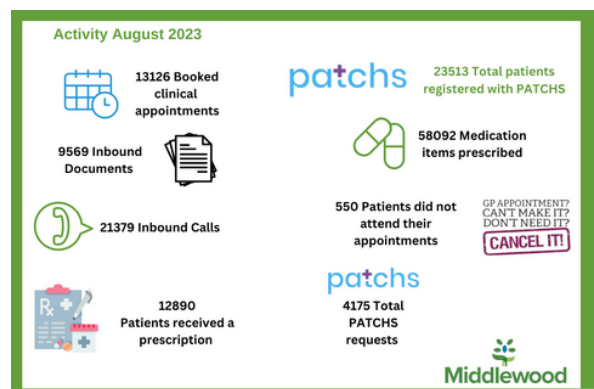 Activity August 2023
13126 Booked
clinical
appointments
patchs
23513 Total patients
registered with PATCHS
9569 Inbound
Documents
58092 Medication
items prescribed
21379 Inbound Calls
550 Patients did not
attend their
appointments
GP APPOINTMENT?
CAN'T MAKE IT?
DON'T NEED IT?
CANCEL IT!
Rx
12890
Patients received a
prescription
patchs
4175 Total
PATCHS
requests
Middlewood